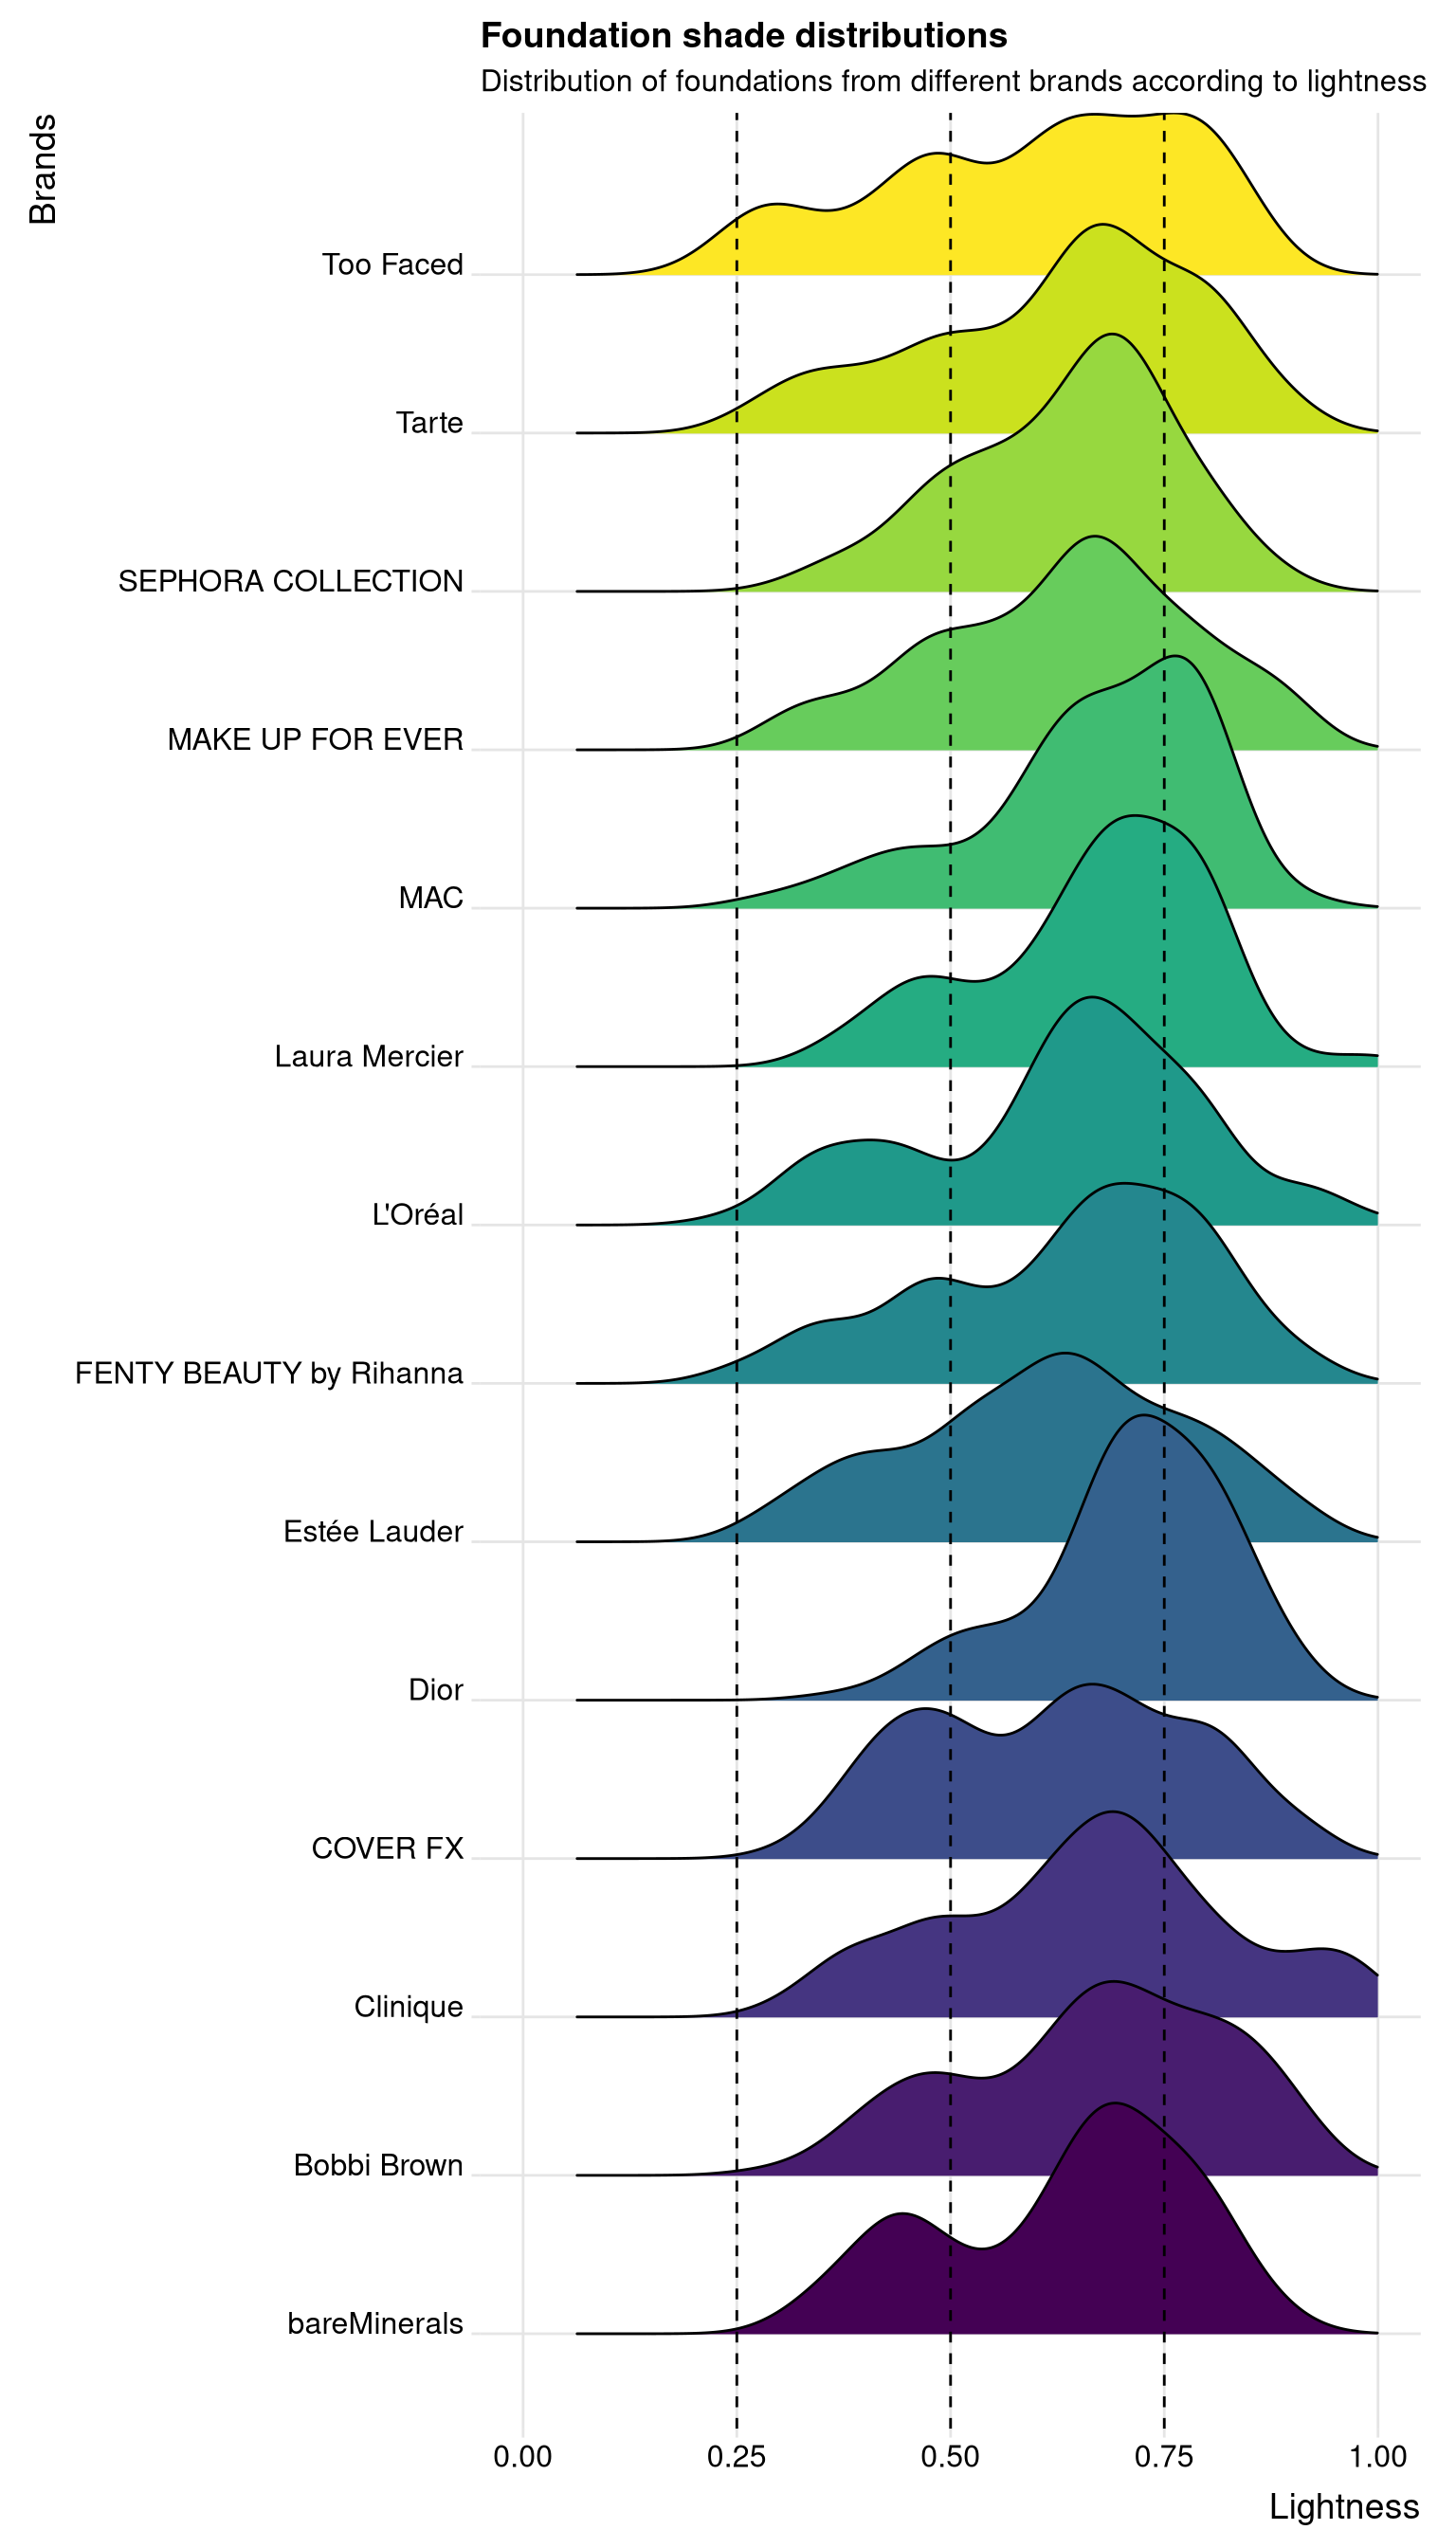 Foundation shade distributions
Distribution of foundations from different brands according to lightness
Brands
Too Faced
Tarte
SEPHORA COLLECTION
MAKE UP FOR EVER
MAC
Laura Mercier
L'Oréal
FENTY BEAUTY by Rihanna
Estée Lauder
Dior
COVER FX
Clinique
Bobbi Brown
bareMinerals
0.00 0.25 0.50 0.75 1.00
Lightness